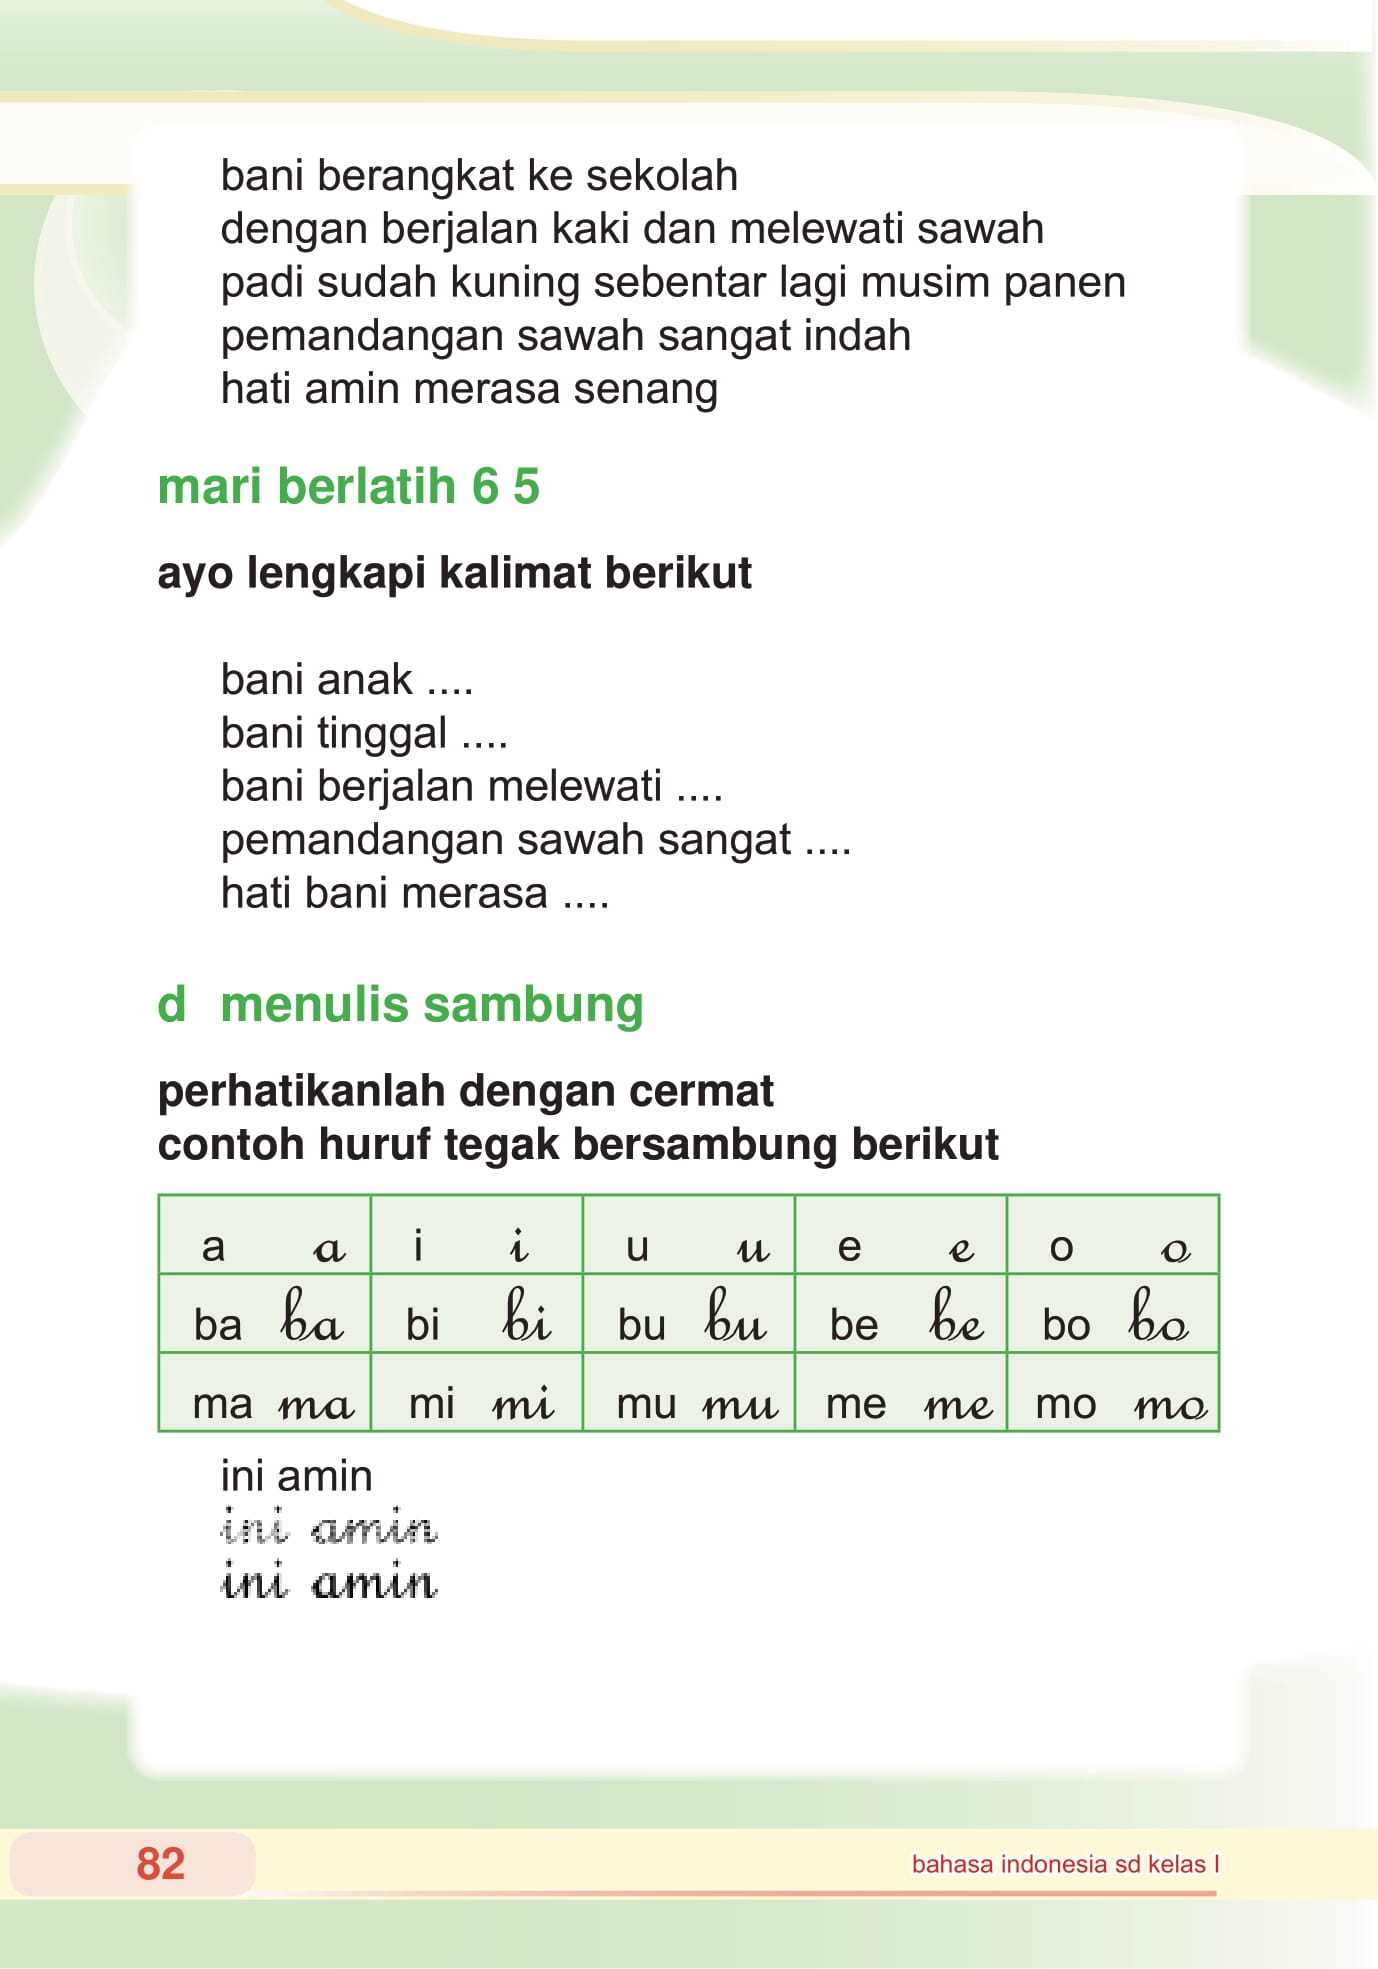 bani berangkat ke sekolah
dengan berjalan kaki dan melewati sawah
padi sudah kuning sebentar lagi musim panen
pemandangan sawah sangat indah
hati amin merasa senang
mari berlatih 6 5
ayo lengkapi kalimat berikut
bani anak ....
bani tinggal ....
bani berjalan melewati ....
pemandangan sawah sangat ....
hati bani merasa ....
d menulis sambung
perhatikanlah dengan cermat
contoh huruf tegak bersambung berikut
a a i i u u e e o o
ba ba bi bi bu bu be be bo bo
ma ma mi mi mu mu me me mo mo
ini amin
ini amin
ini amin
82 bahasa indonesia sd kelas I